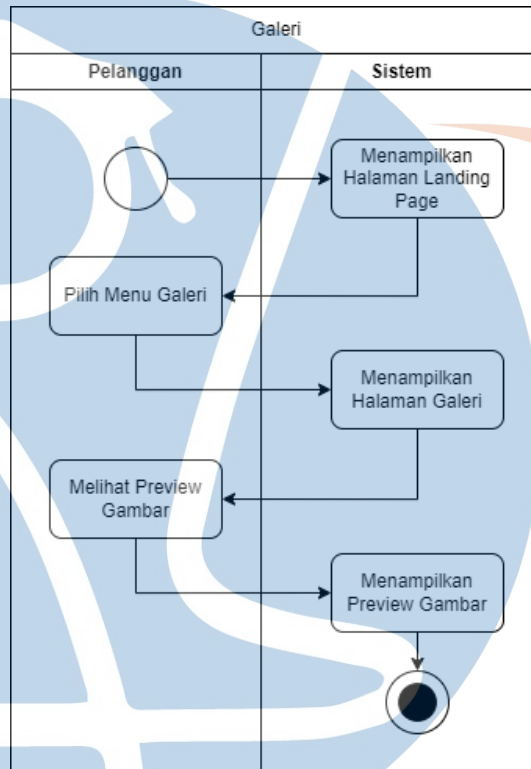 Galeri
Pelanggan
Sistem
Menampilkan
Halaman Landing
Page
Pilih Menu Galeri
Menampilkan
Halaman Galeri
Melihat Preview
Gambar
Menampilkan
Preview Gambar